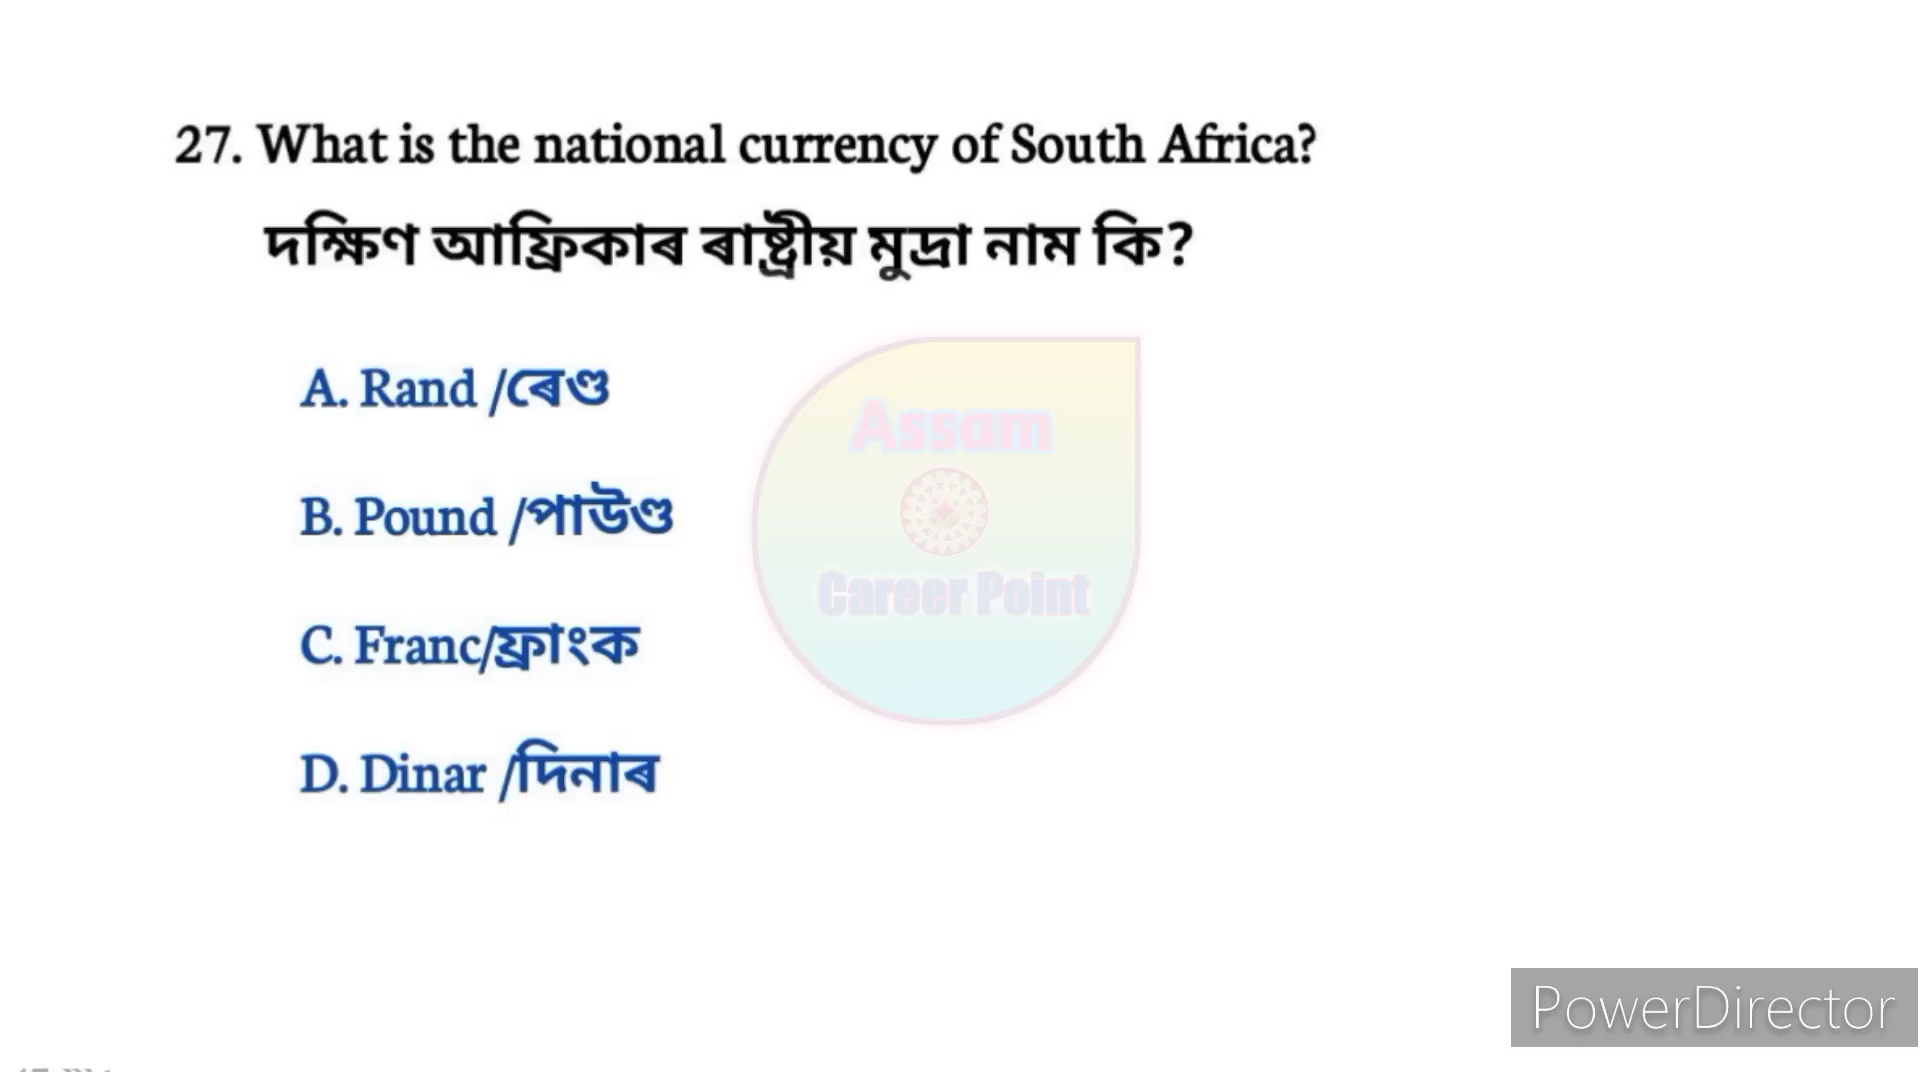 27. What is the national currency of South Africa?
দক্ষিণ আফ্ৰিকাৰ ৰাষ্ট্ৰীয় মুদ্ৰা নাম কি?
A. Rand /ৰেণ্ড
B. Pound /পাউণ্ড
C. Franc/ফ্ৰাংক
D. Dinar /দিনাৰ
Assam
Career Point
PowerDirector